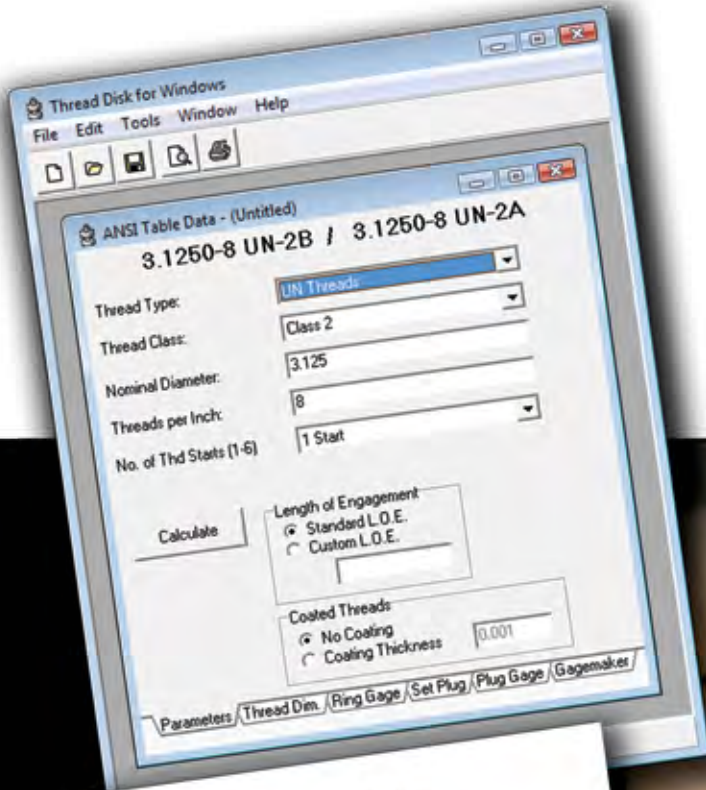 Thread Disk for Windows
File Edit Tools Window Help
ANSI Table Data - (Untitled)
3.1250-8 UN-2B / 3.1250-8 UN-2A
Thread Type:
UN Threads
Thread Class:
Class 2
Nominal Diameter:
3.125
Threads per Inch:
8
No. of Thd Starts (1-6)
1 Start
Calculate
Length of Engagement
Standard L.O.E.
Custom L.O.E.
Coated Threads
No Coating
Coating Thickness
0.001
Parameters Thread Dim. Ring Gage Set Plug Plug Gage Gagemaker